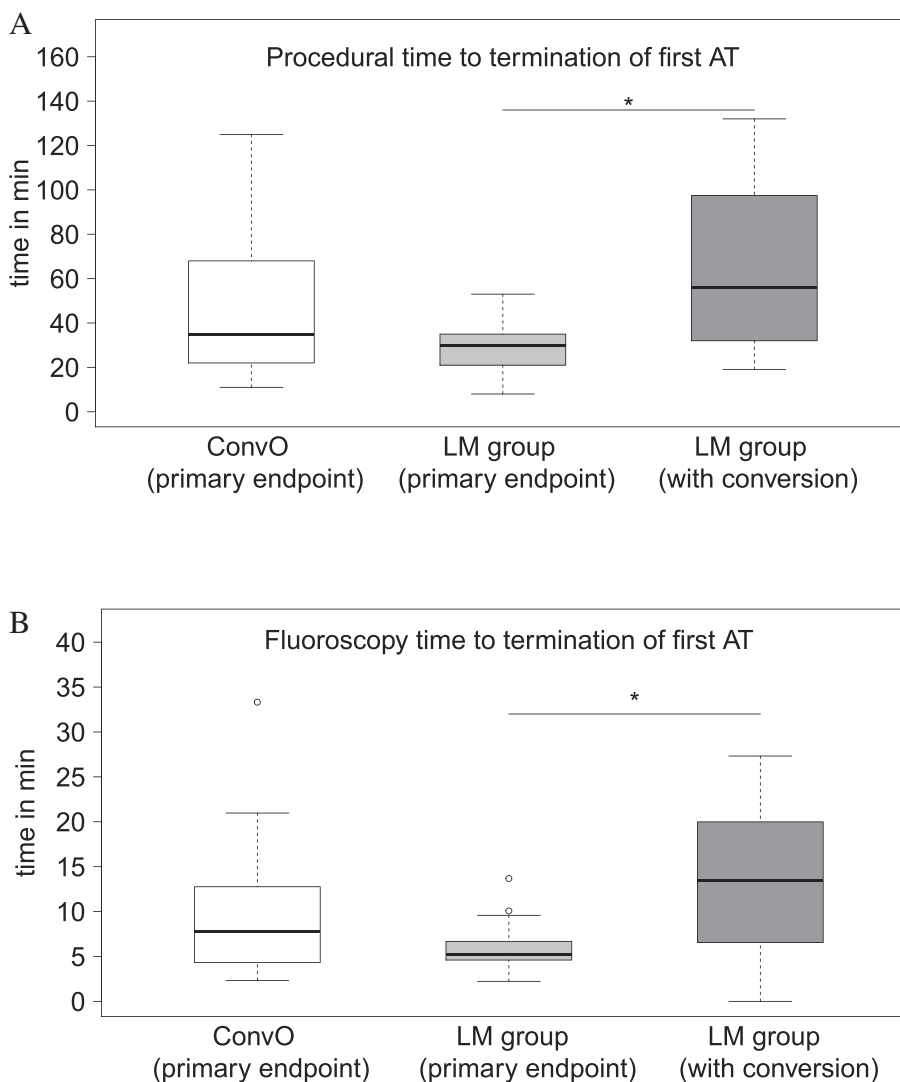 A
Procedural time to termination of first AT
*
time in min
160
140
120
100
80
60
40
20
0
ConvO
(primary endpoint)
LM group
(primary endpoint)
LM group
(with conversion)
B
Fluoroscopy time to termination of first AT
*
time in min
40
35
30
25
20
15
10
5
0
ConvO
(primary endpoint)
LM group
(primary endpoint)
LM group
(with conversion)